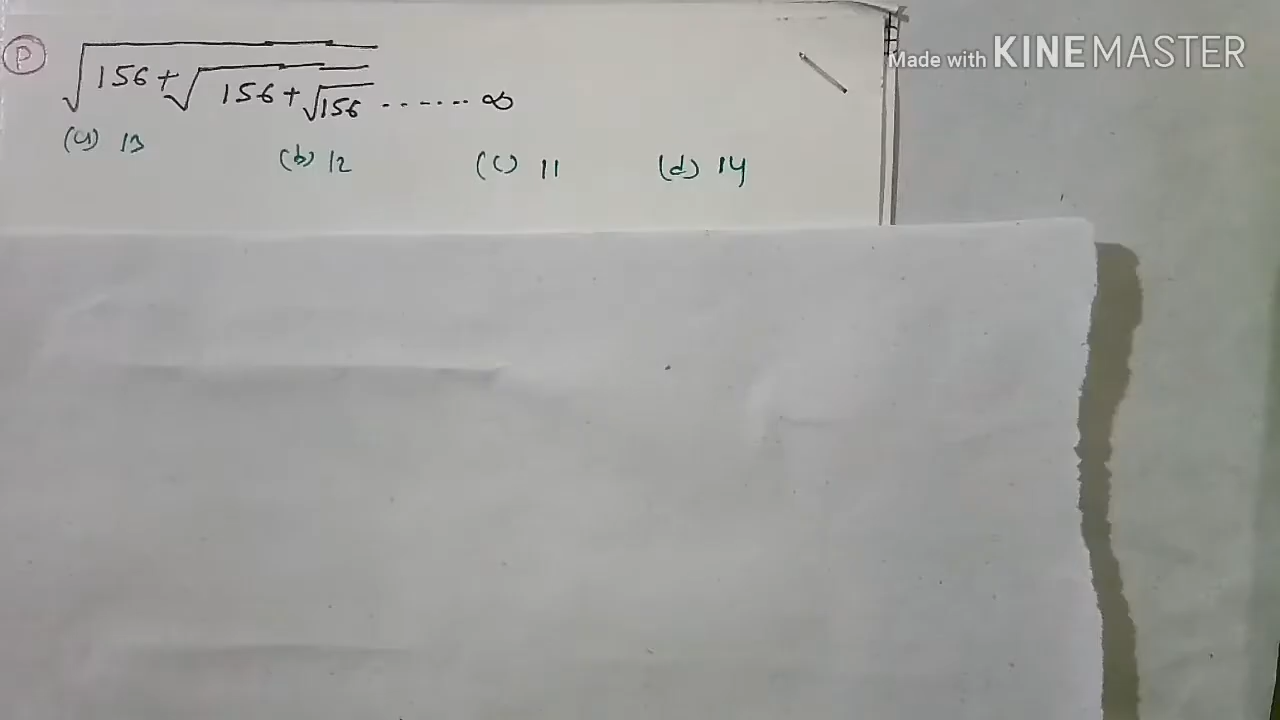 Made with KINEMASTER
(P) √156+√156+√156 ------- ∞
(a) 13 (b) 12 (c) 11 (d) 14